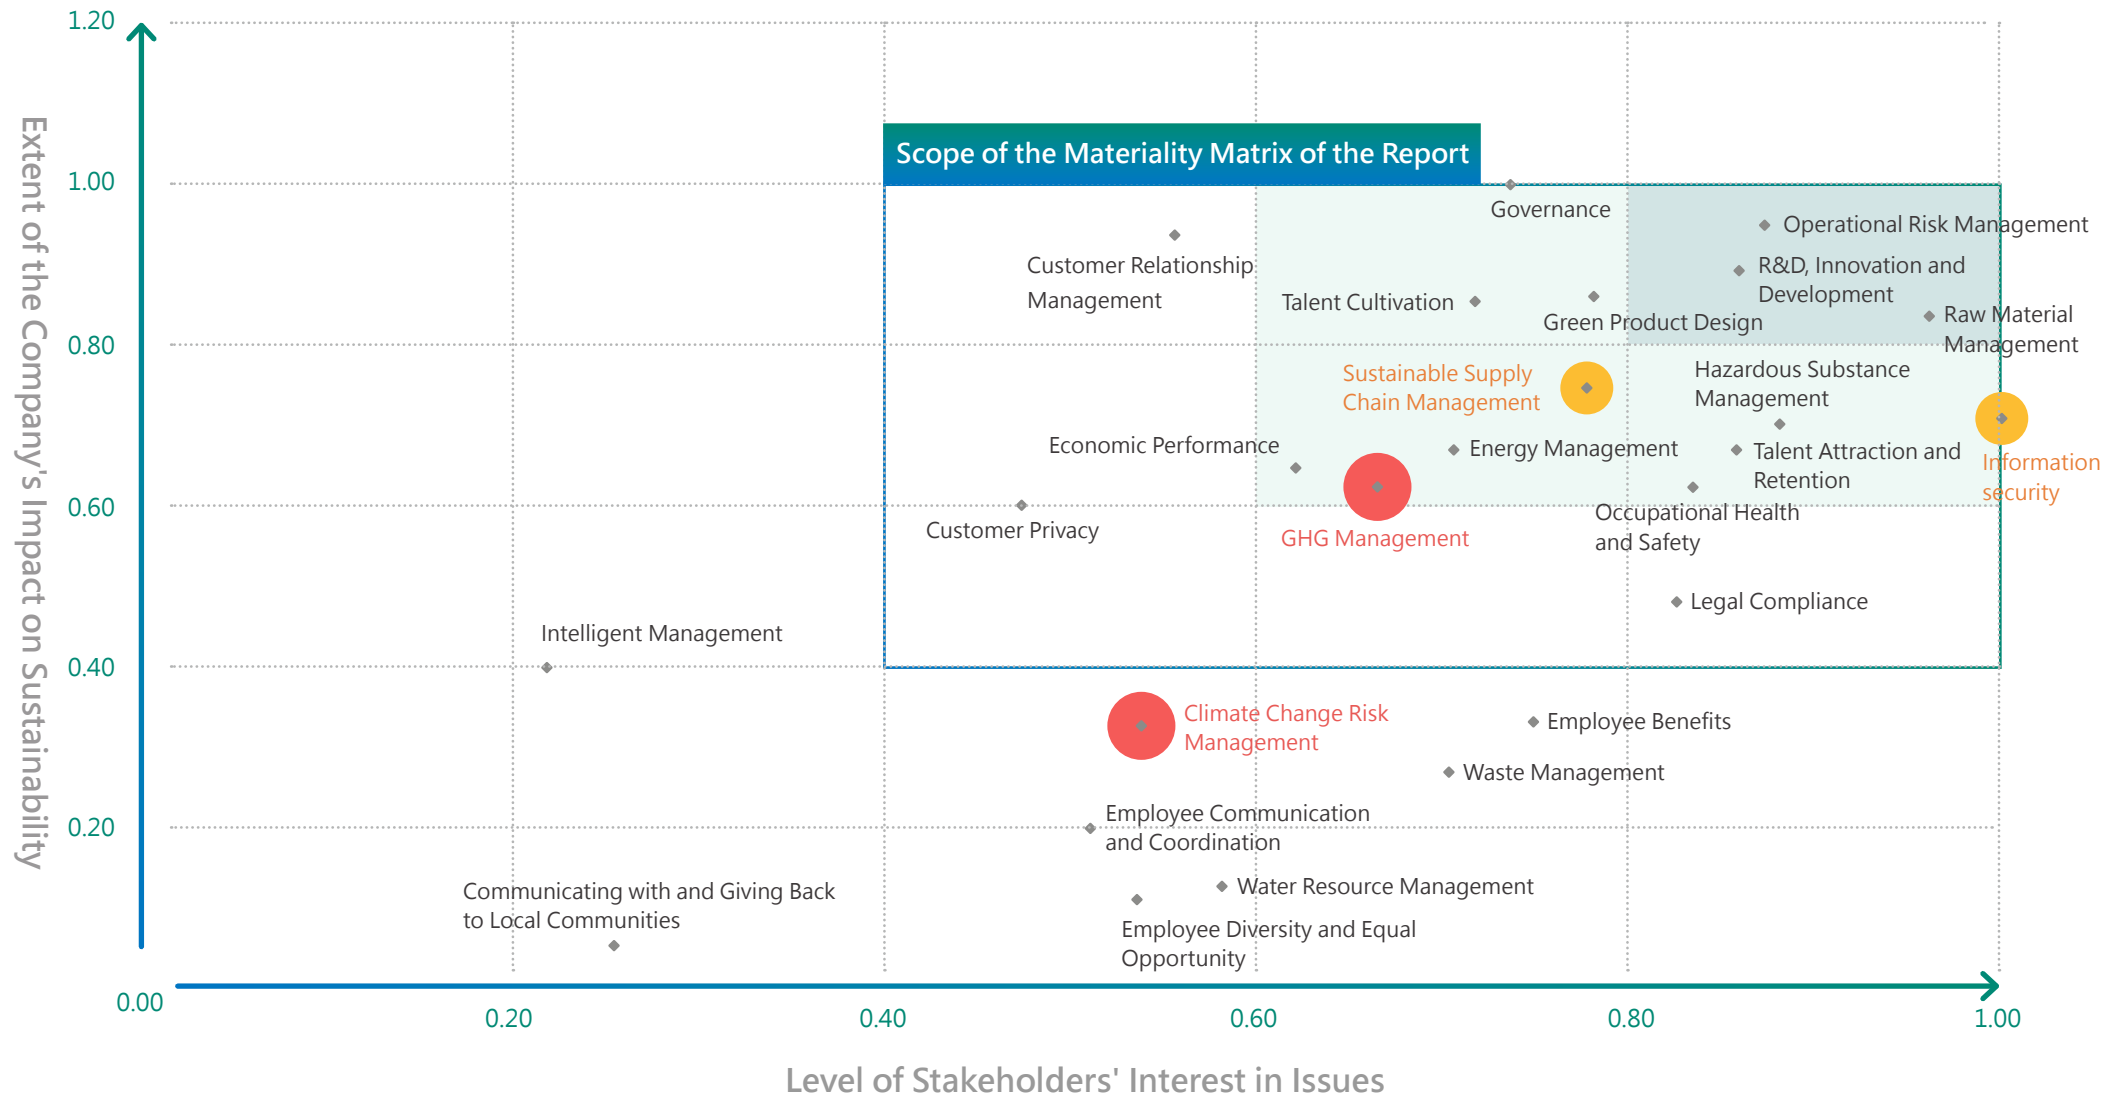 1.20
1.00
0.80
0.60
0.40
0.20
0.00
Extent of the Company's Impact on Sustainability
Scope of the Materiality Matrix of the Report
Governance
Operational Risk Management
Customer Relationship
Management
R&D, Innovation and
Development
Talent Cultivation
Green Product Design
Raw Material
Management
Sustainable Supply
Chain Management
Hazardous Substance
Management
Economic Performance
Energy Management
Talent Attraction and
Retention
Information
security
Customer Privacy
GHG Management
Occupational Health
and Safety
Legal Compliance
Intelligent Management
Climate Change Risk
Management
Employee Benefits
Waste Management
Employee Communication
and Coordination
Communicating with and Giving Back
to Local Communities
Water Resource Management
Employee Diversity and Equal
Opportunity
0.20
0.40
0.60
0.80
1.00
Level of Stakeholders' Interest in Issues